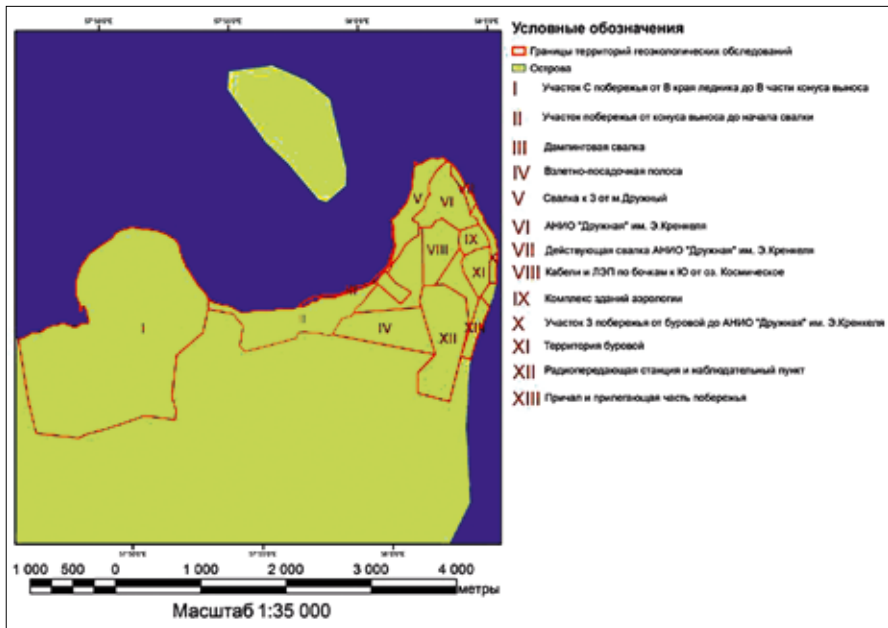 Условные обозначения
Границы территорий геоэкологических обследований
Острова
I Участок С побережья от В края ледника до В части конуса выноса
II Участок побережья от конуса выноса до начала свалки
III Дампинговая свалка
IV Взлетно-посадочная полоса
V Свалка к З от м.Дружный
VI АНИО "Дружная" им. Э.Кренкеля
VII Действующая свалка АНИО "Дружная" им. Э.Кренкеля
VIII Кабели и ЛЭП по бочкам к Ю от оз. Космическое
IX Комплекс зданий аэрологии
X Участок З побережья от буровой до АНИО "Дружная" им. Э.Кренкеля
XI Территория буровой
XII Радиопередающая станция и наблюдательный пункт
XIII Причал и прилегающая часть побережья
V VI
VIII IX
XI
I II IV XII XIII
1 000 500 0 1 000 2 000 3 000 4 000
метры
Масштаб 1:35 000